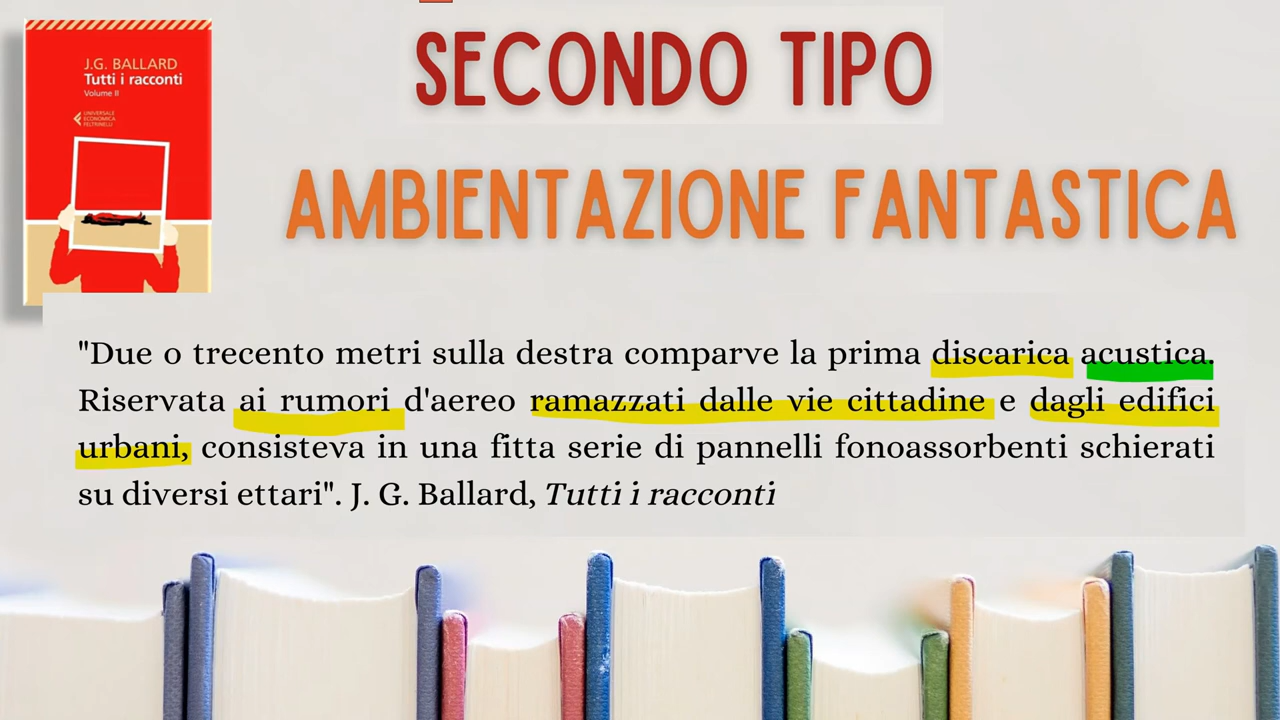 J.G. BALLARD
Tutti i racconti
Volume II
UNIVERSALE
ECONOMICA
FELTRINELLI
SECONDO TIPO
AMBIENTAZIONE FANTASTICA
"Due o trecento metri sulla destra comparve la prima discarica acustica.
Riservata ai rumori d'aereo ramazzati dalle vie cittadine e dagli edifici
urbani, consisteva in una fitta serie di pannelli fonoassorbenti schierati
su diversi ettari". J. G. Ballard, Tutti i racconti